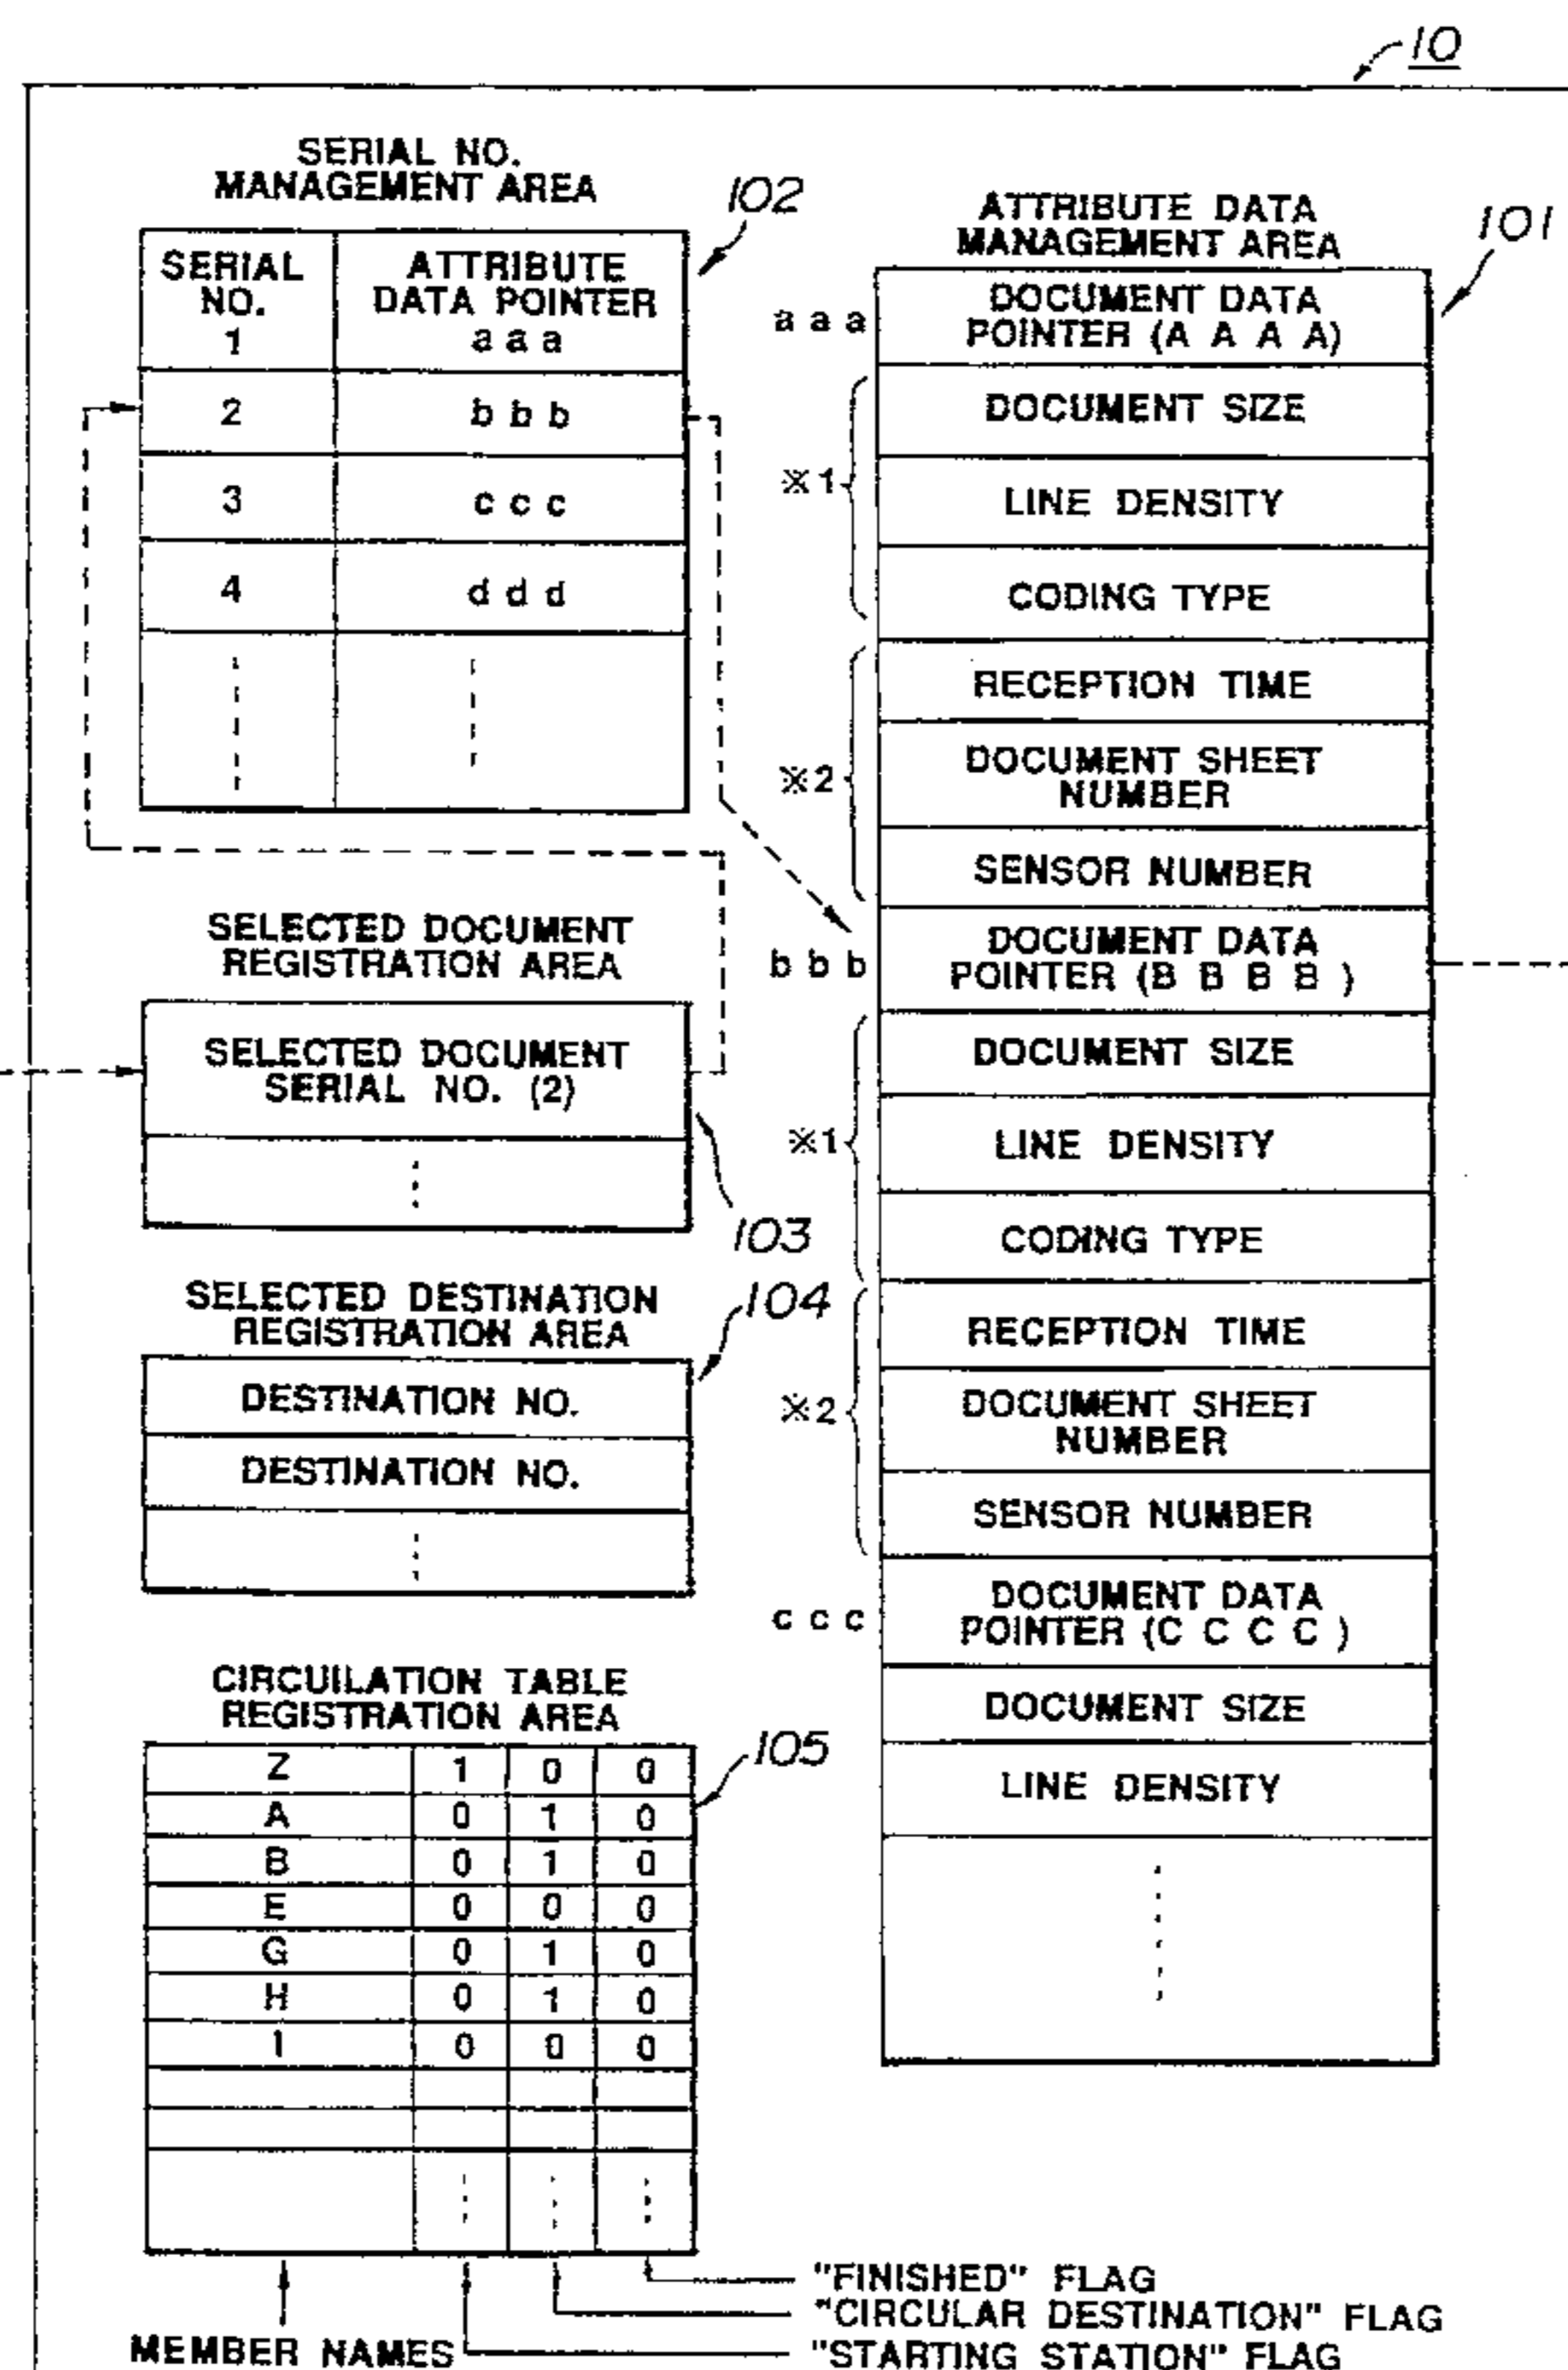 10
SERIAL NO.
MANAGEMENT AREA
102
SERIAL
NO.
ATTRIBUTE
DATA POINTER
1 a a a
2 b b b
3 c c c
4 d d d
SELECTED DOCUMENT
REGISTRATION AREA
SELECTED DOCUMENT
SERIAL NO. (2)
103
SELECTED DESTINATION
REGISTRATION AREA
104
DESTINATION NO.
DESTINATION NO.
CIRCUILATION TABLE
REGISTRATION AREA
105
Z 1 0 0
A 0 1 0
B 0 1 0
E 0 0 0
G 0 1 0
H 0 1 0
I 0 0 0
MEMBER NAMES
"FINISHED" FLAG
"CIRCULAR DESTINATION" FLAG
"STARTING STATION" FLAG
ATTRIBUTE DATA
MANAGEMENT AREA
101
a a a
DOCUMENT DATA
POINTER (A A A A)
※1
DOCUMENT SIZE
LINE DENSITY
CODING TYPE
※2
RECEPTION TIME
DOCUMENT SHEET
NUMBER
SENSOR NUMBER
b b b
DOCUMENT DATA
POINTER (B B B B )
※1
DOCUMENT SIZE
LINE DENSITY
CODING TYPE
※2
RECEPTION TIME
DOCUMENT SHEET
NUMBER
SENSOR NUMBER
c c c
DOCUMENT DATA
POINTER (C C C C )
DOCUMENT SIZE
LINE DENSITY